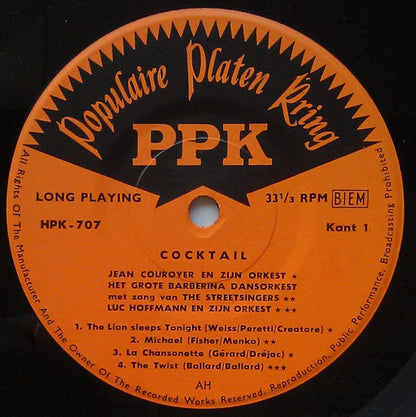 Populaire Platen Kring
PPK
LONG PLAYING 33 1/3 RPM BIEM
HPK-707 Kant 1
COCKTAIL
JEAN COUROYER EN ZIJN ORKEST ★
HET GROTE BARBERINA DANSORKEST
met zang van THE STREETSINGERS ★★
LUC HOFFMANN EN ZIJN ORKEST ★★★
1. The Lion sleeps Tonight (Weiss/Peretti/Creatore) ★
2. Michael (Fisher/Menko) ★★
3. La Chansonette (Gérard/Dréjac) ★
4. The Twist (Ballard/Ballard) ★★★
AH
All Rights Of The Manufacturer And The Owner Of The Recorded Works Reserved. Reproduction, Public Performance, Broadcasting Prohibited